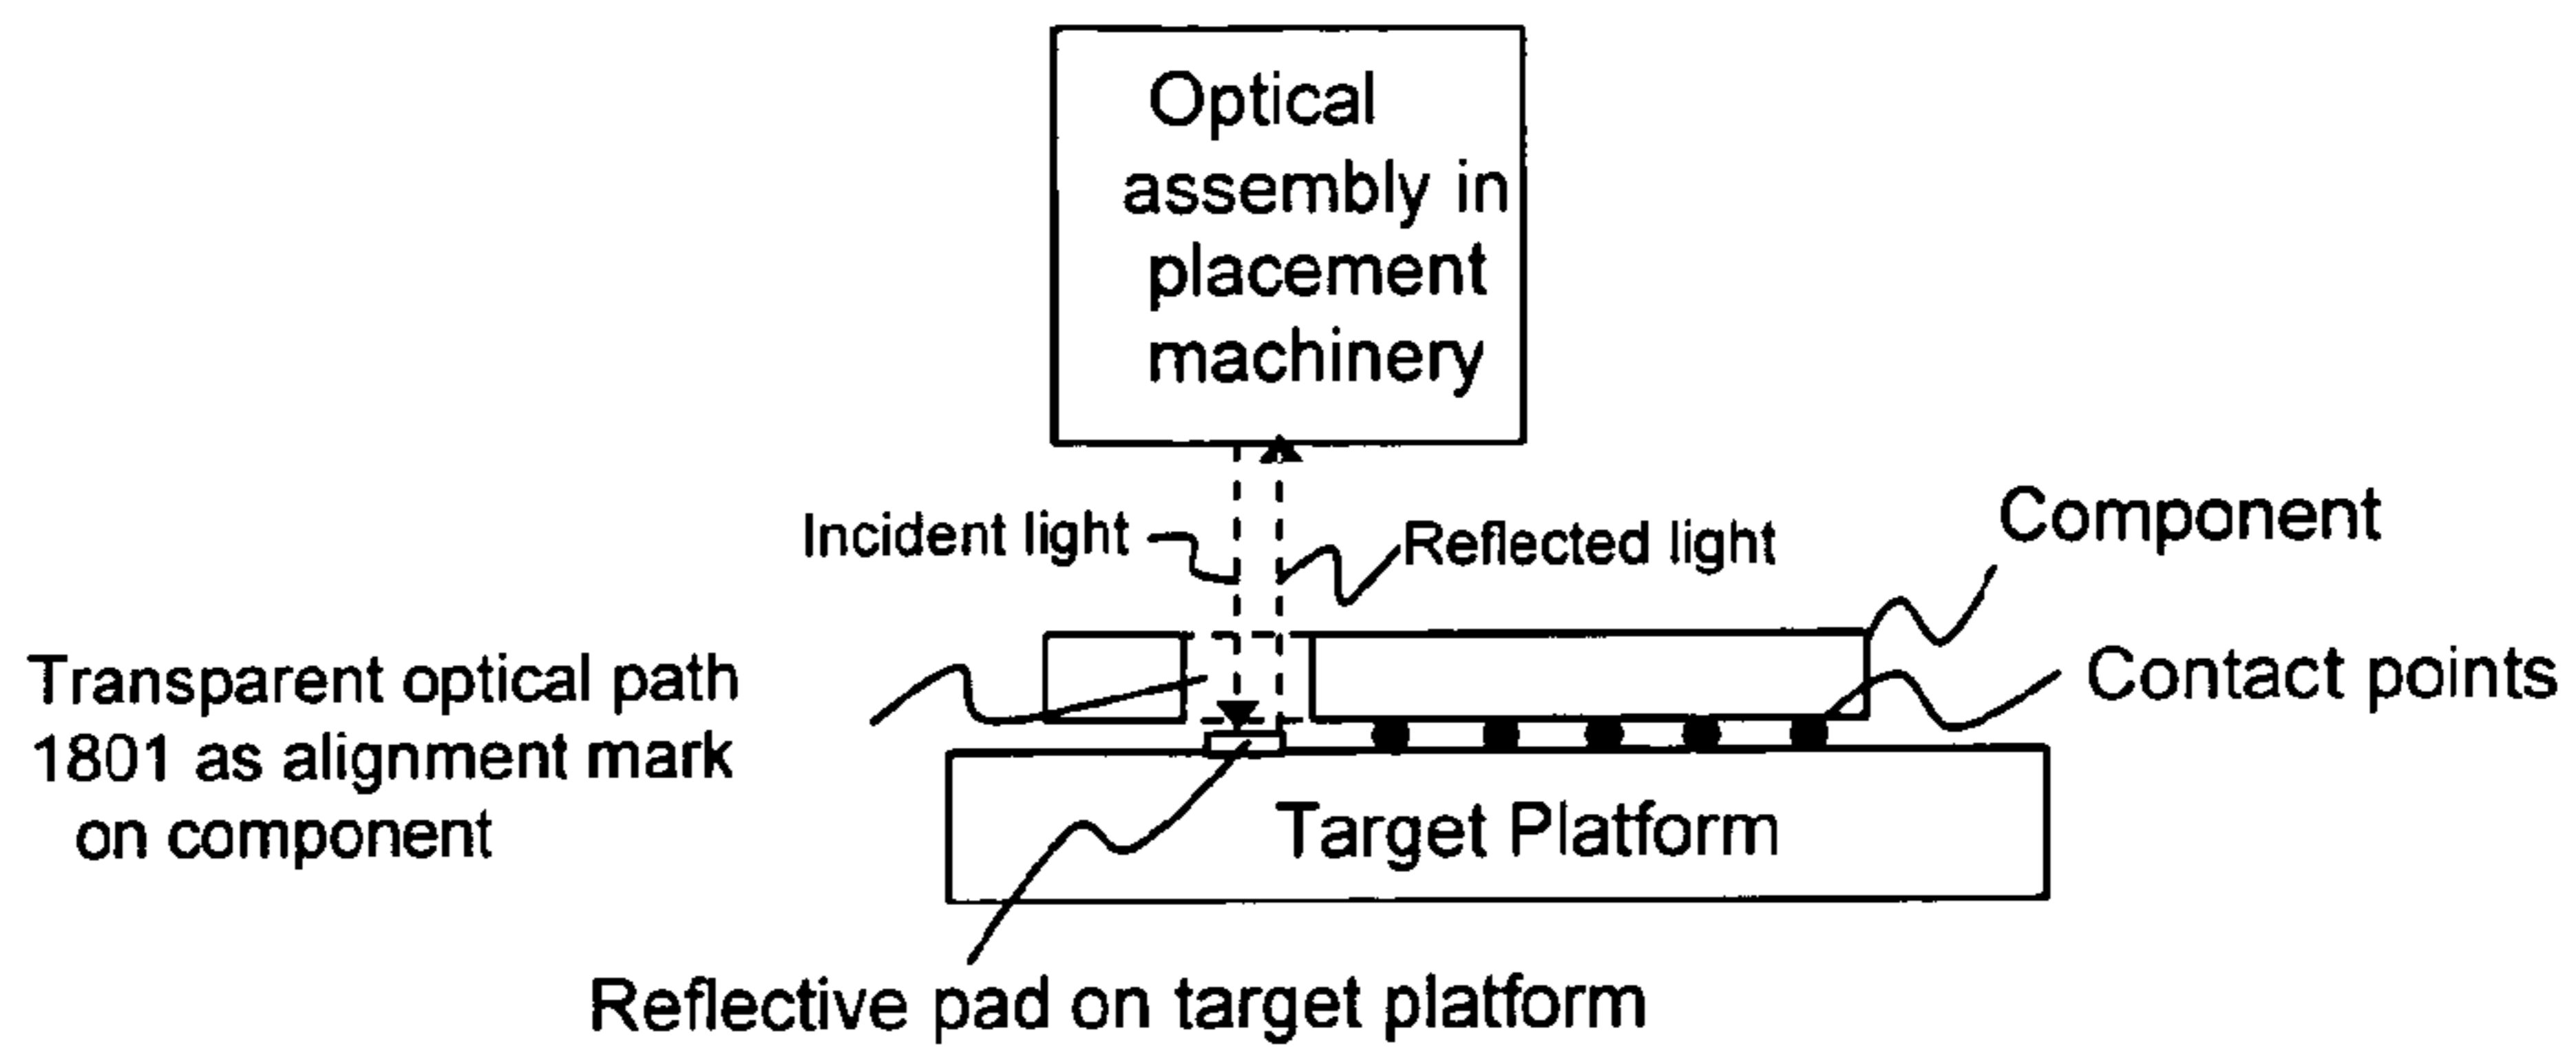 Optical
assembly in
placement
machinery
Incident light
Reflected light
Component
Transparent optical path
1801 as alignment mark
on component
Contact points
Target Platform
Reflective pad on target platform